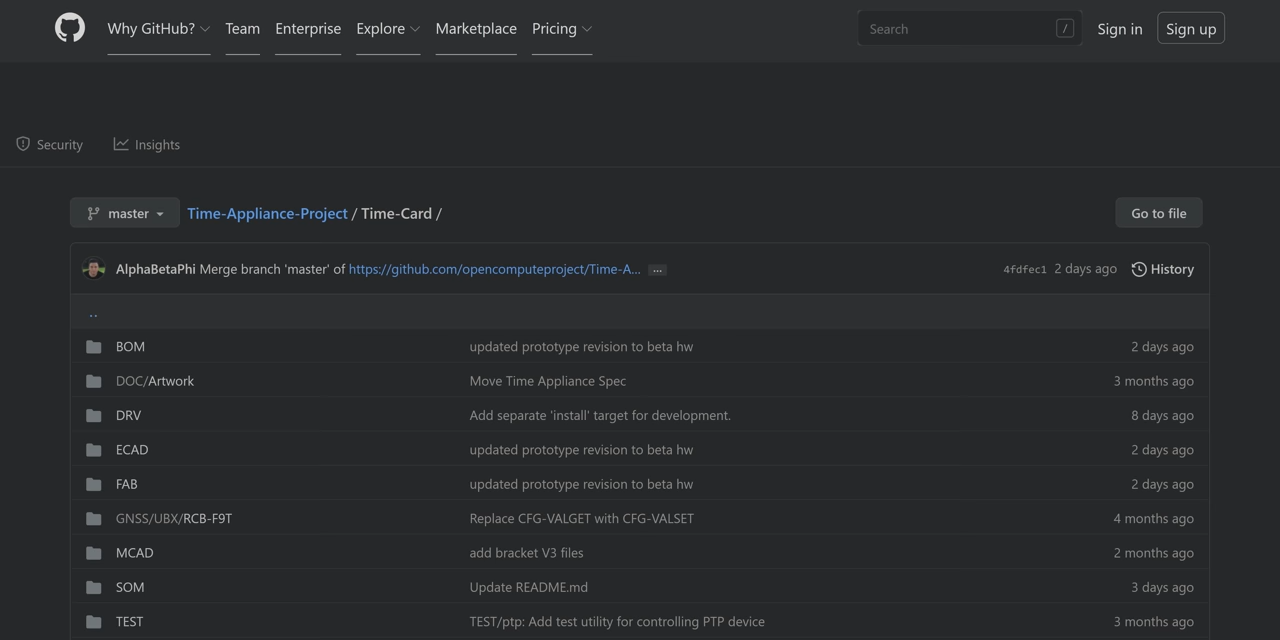 Why GitHub? Team Enterprise Explore Marketplace Pricing Search / Sign in Sign up
Security Insights
master Time-Appliance-Project / Time-Card / Go to file
AlphaBetaPhi Merge branch 'master' of https://github.com/opencomputeproject/Time-A... ... 4fdfec1 2 days ago History
..
BOM updated prototype revision to beta hw 2 days ago
DOC/Artwork Move Time Appliance Spec 3 months ago
DRV Add separate 'install' target for development. 8 days ago
ECAD updated prototype revision to beta hw 2 days ago
FAB updated prototype revision to beta hw 2 days ago
GNSS/UBX/RCB-F9T Replace CFG-VALGET with CFG-VALSET 4 months ago
MCAD add bracket V3 files 2 months ago
SOM Update README.md 3 days ago
TEST TEST/ptp: Add test utility for controlling PTP device 3 months ago